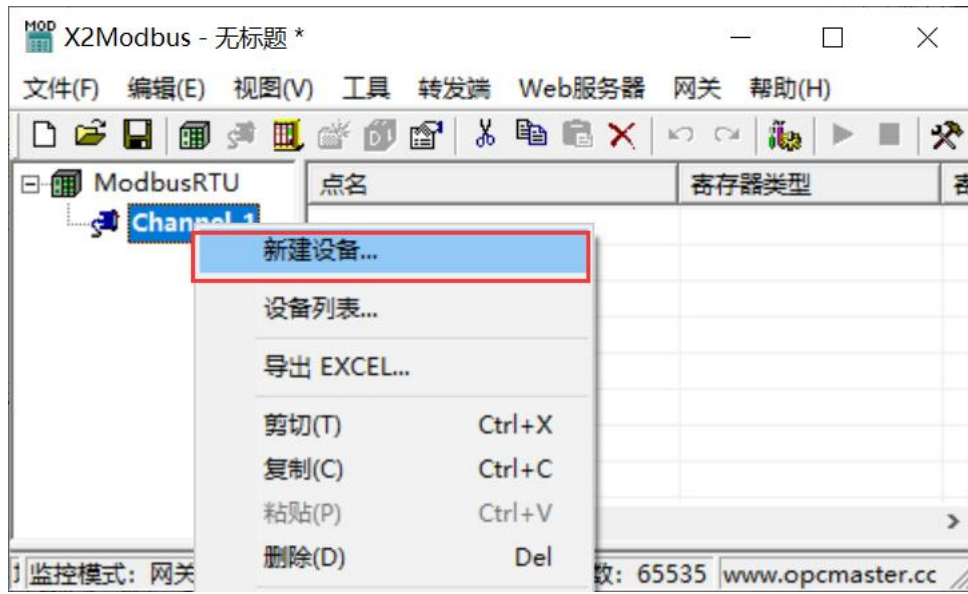 MOD X2Modbus - 无标题 *
文件(F) 编辑(E) 视图(V) 工具 转发端 Web服务器 网关 帮助(H)
ModbusRTU 点名 寄存器类型
Channel_1
新建设备...
设备列表...
导出 EXCEL...
剪切(T) Ctrl+X
复制(C) Ctrl+C
粘贴(P) Ctrl+V
删除(D) Del
监控模式: 网关 数: 65535 www.opcmaster.cc